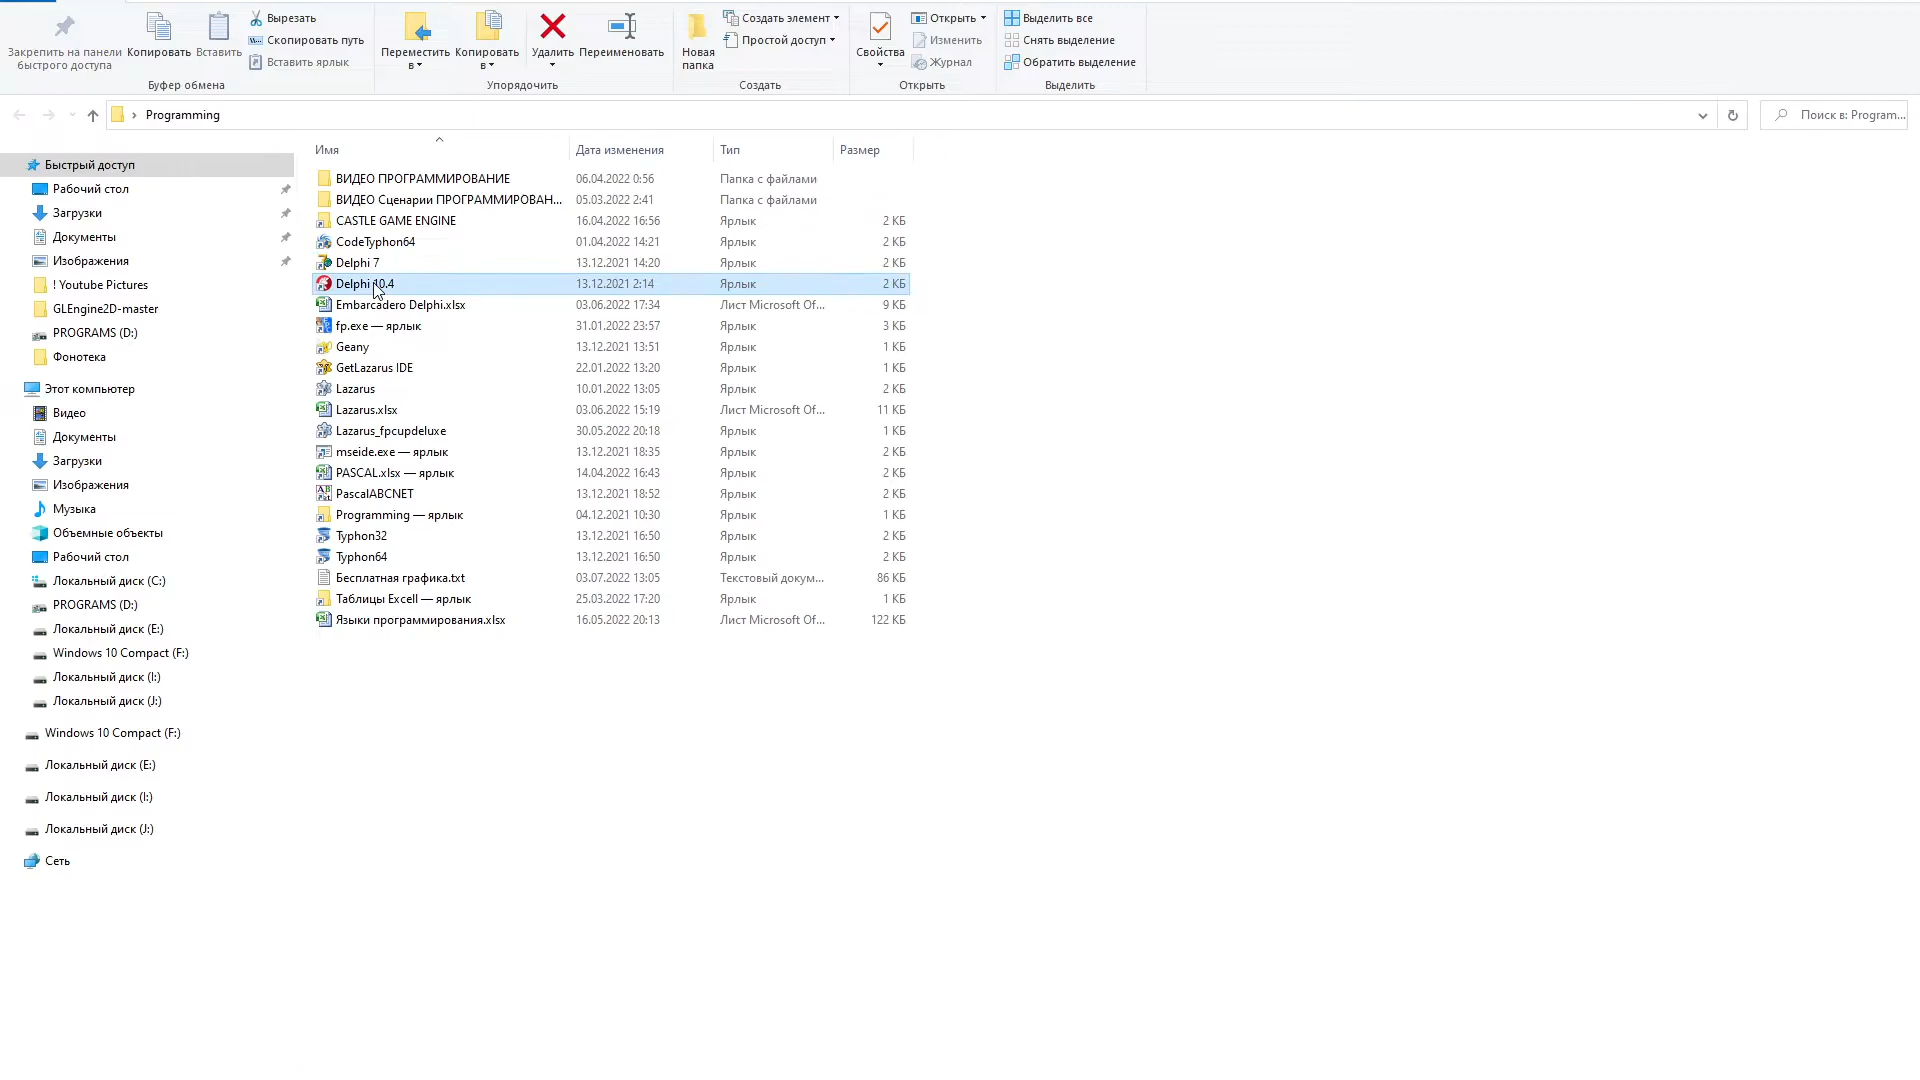 Закрепить на панели быстрого доступа
Копировать
Вставить
Вырезать
Скопировать путь
Вставить ярлык
Буфер обмена
Переместить в
Копировать в
Удалить
Переименовать
Упорядочить
Новая папка
Создать элемент
Простой доступ
Создать
Свойства
Открыть
Изменить
Журнал
Открыть
Выделить все
Снять выделение
Обратить выделение
Выделить
Programming
Поиск в: Program...
Быстрый доступ
Рабочий стол
Загрузки
Документы
Изображения
! Youtube Pictures
GLEngine2D-master
PROGRAMS (D:)
Фонотека
Этот компьютер
Видео
Документы
Загрузки
Изображения
Музыка
Объемные объекты
Рабочий стол
Локальный диск (C:)
PROGRAMS (D:)
Локальный диск (E:)
Windows 10 Compact (F:)
Локальный диск (I:)
Локальный диск (J:)
Windows 10 Compact (F:)
Локальный диск (E:)
Локальный диск (I:)
Локальный диск (J:)
Сеть
Имя Дата изменения Тип Размер
ВИДЕО ПРОГРАММИРОВАНИЕ 06.04.2022 0:56 Папка с файлами
ВИДЕО Сценарии ПРОГРАММИРОВАН... 05.03.2022 2:41 Папка с файлами
CASTLE GAME ENGINE 16.04.2022 16:56 Ярлык 2 КБ
CodeTyphon64 01.04.2022 14:21 Ярлык 2 КБ
Delphi 7 13.12.2021 14:20 Ярлык 2 КБ
Delphi 10.4 13.12.2021 2:14 Ярлык 2 КБ
Embarcadero Delphi.xlsx 03.06.2022 17:34 Лист Microsoft Of... 9 КБ
fp.exe — ярлык 31.01.2022 23:57 Ярлык 3 КБ
Geany 13.12.2021 13:51 Ярлык 1 КБ
GetLazarus IDE 22.01.2022 13:20 Ярлык 1 КБ
Lazarus 10.01.2022 13:05 Ярлык 2 КБ
Lazarus.xlsx 03.06.2022 15:19 Лист Microsoft Of... 11 КБ
Lazarus_fpcupdeluxe 30.05.2022 20:18 Ярлык 1 КБ
mseide.exe — ярлык 13.12.2021 18:35 Ярлык 2 КБ
PASCAL.xlsx — ярлык 14.04.2022 16:43 Ярлык 2 КБ
PascalABCNET 13.12.2021 18:52 Ярлык 2 КБ
Programming — ярлык 04.12.2021 10:30 Ярлык 1 КБ
Typhon32 13.12.2021 16:50 Ярлык 2 КБ
Typhon64 13.12.2021 16:50 Ярлык 2 КБ
Бесплатная графика.txt 03.07.2022 13:05 Текстовый докум... 86 КБ
Таблицы Excell — ярлык 25.03.2022 17:20 Ярлык 1 КБ
Языки программирования.xlsx 16.05.2022 20:13 Лист Microsoft Of... 122 КБ